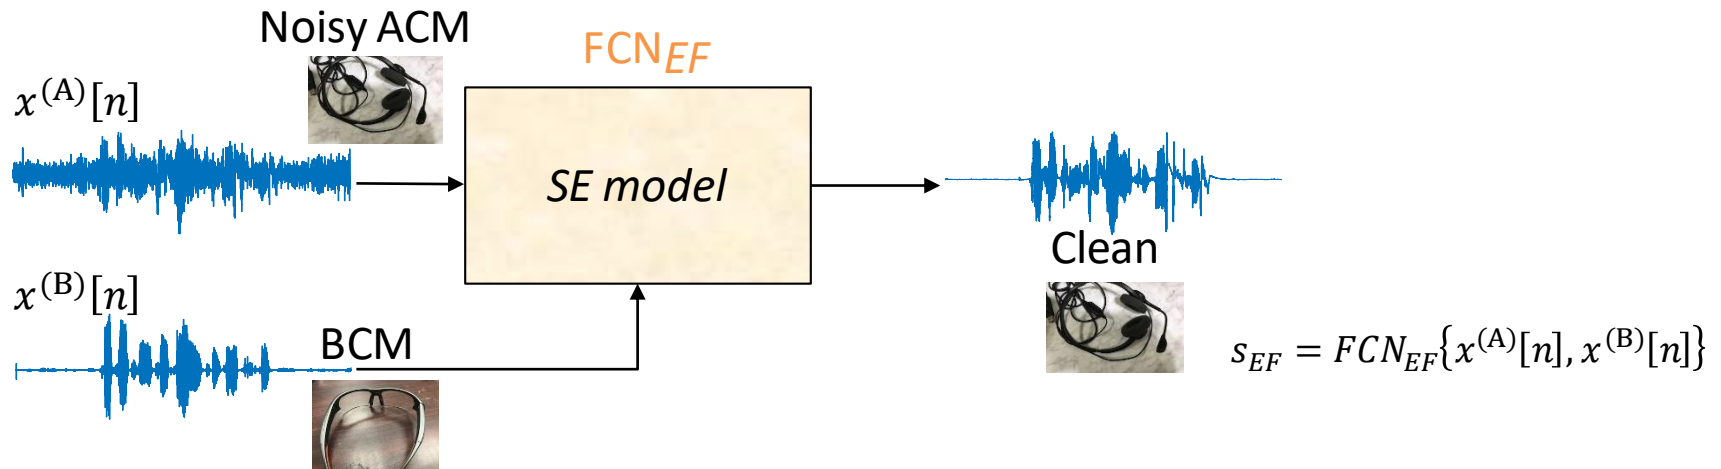 Noisy ACM
FCN_EF
x^(A)[n]
SE model
Clean
x^(B)[n]
BCM
s_EF = FCN_EF{x^(A)[n], x^(B)[n]}